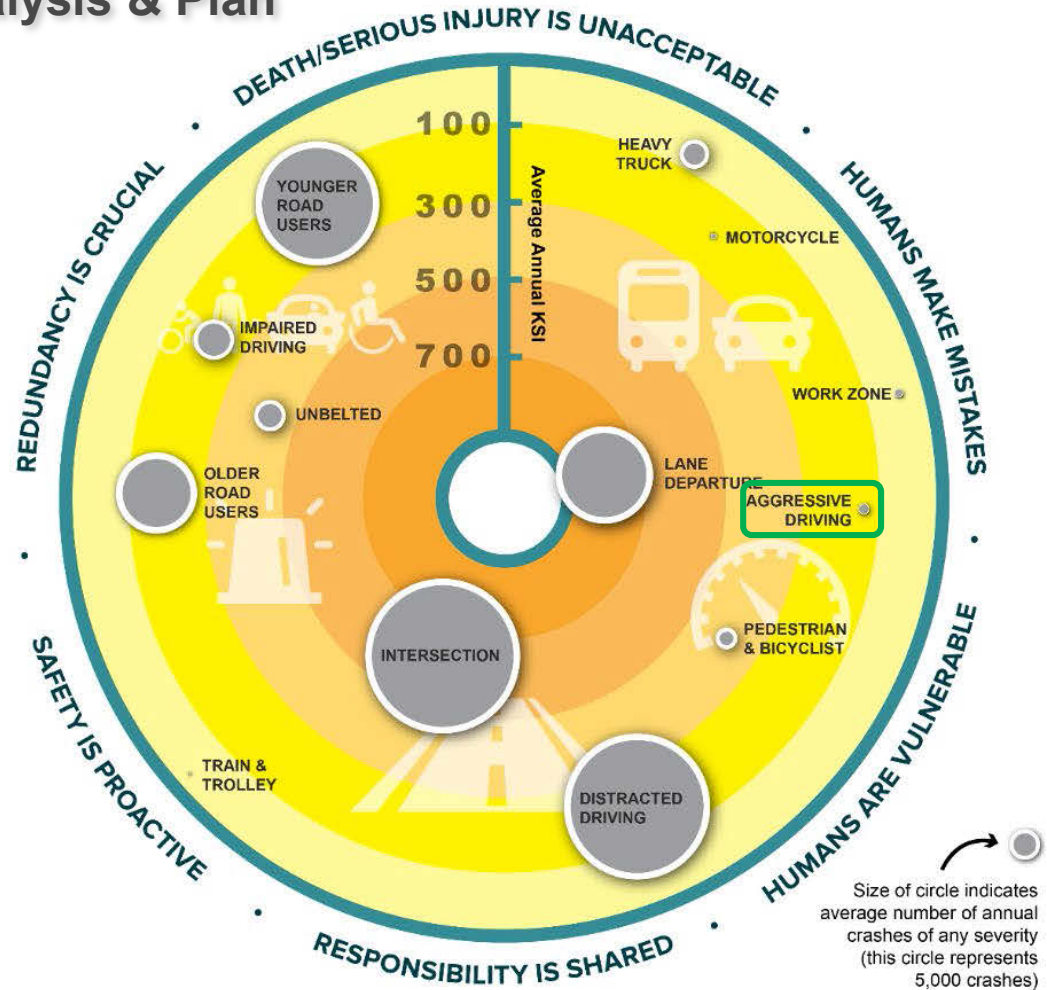 alysis & Plan
DEATH/SERIOUS INJURY IS UNACCEPTABLE
HUMANS MAKE MISTAKES
HUMANS ARE VULNERABLE
RESPONSIBILITY IS SHARED
SAFETY IS PROACTIVE
REDUNDANCY IS CRUCIAL
100
300
500
700
Average Annual KSI
YOUNGER
ROAD
USERS
HEAVY
TRUCK
MOTORCYCLE
IMPAIRED
DRIVING
UNBELTED
WORK ZONE
OLDER
ROAD
USERS
LANE
DEPARTURE
AGGRESSIVE
DRIVING
PEDESTRIAN
& BICYCLIST
INTERSECTION
TRAIN &
TROLLEY
DISTRACTED
DRIVING
Size of circle indicates
average number of annual
crashes of any severity
(this circle represents
5,000 crashes)